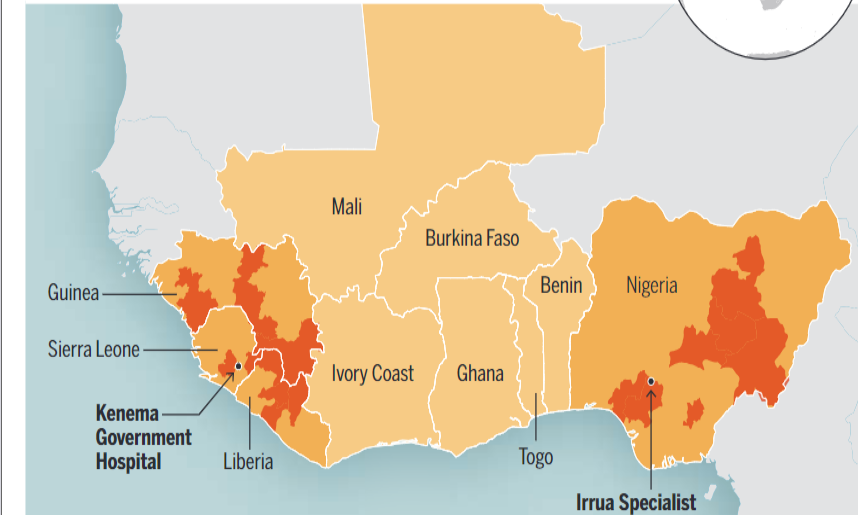 Mali
Burkina Faso
Benin
Nigeria
Guinea
Sierra Leone
Ivory Coast
Ghana
Kenema
Government
Hospital
Liberia
Togo
Irrua Specialist